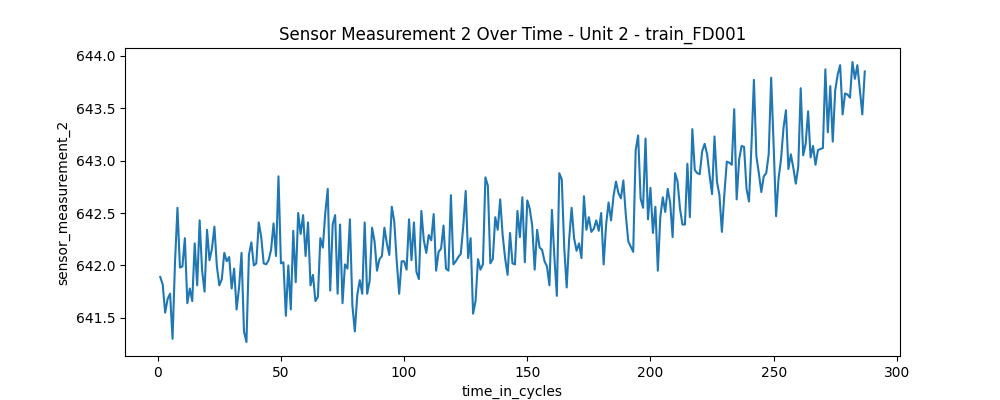 Sensor Measurement 2 Over Time - Unit 2 - train_FD001
sensor_measurement_2
644.0
643.5
643.0
642.5
642.0
641.5
0 50 100 150 200 250 300
time_in_cycles